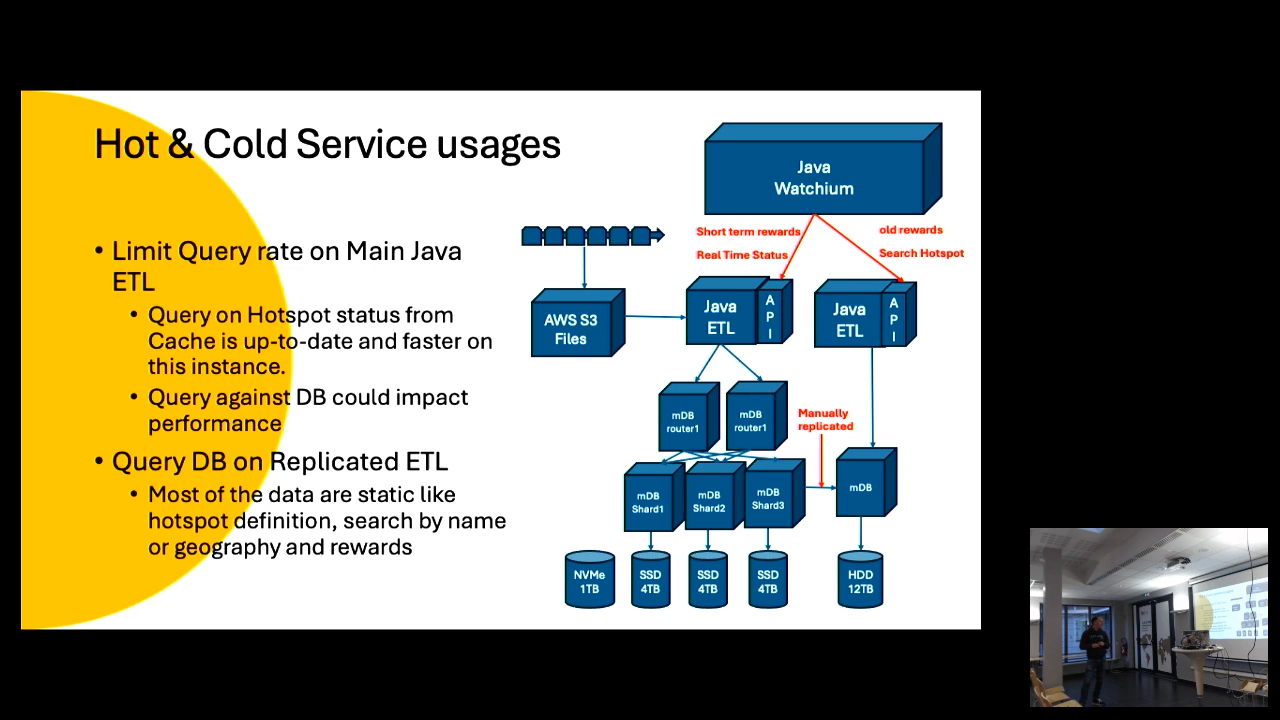 Hot & Cold Service usages
• Limit Query rate on Main Java
ETL
• Query on Hotspot status from
Cache is up-to-date and faster on
this instance.
• Query against DB could impact
performance
• Query DB on Replicated ETL
• Most of the data are static like
hotspot definition, search by name
or geography and rewards
Java
Watchium
Short term rewards
Real Time Status
old rewards
Search Hotspot
AWS S3
Files
Java
ETL
A
P
I
Java
ETL
A
P
I
mDB
router1
mDB
router1
Manually
replicated
mDB
Shard1
mDB
Shard2
mDB
Shard3
mDB
NVMe
1TB
SSD
4TB
SSD
4TB
SSD
4TB
HDD
12TB